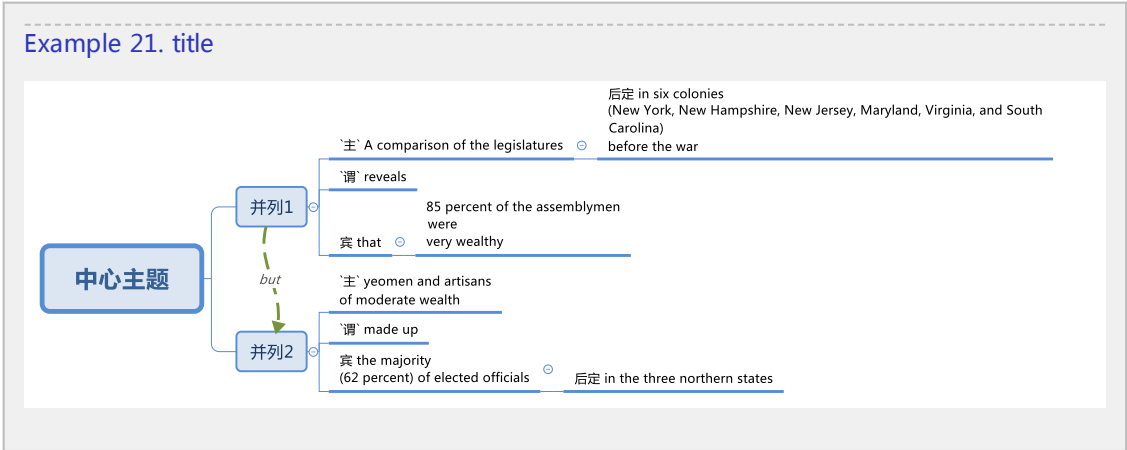 Example 21. title
中心主题
并列1
`主` A comparison of the legislatures
后定 in six colonies
(New York, New Hampshire, New Jersey, Maryland, Virginia, and South
Carolina)
before the war
`谓` reveals
宾 that
85 percent of the assemblymen
were
very wealthy
but
并列2
`主` yeomen and artisans
of moderate wealth
`谓` made up
宾 the majority
(62 percent) of elected officials
后定 in the three northern states